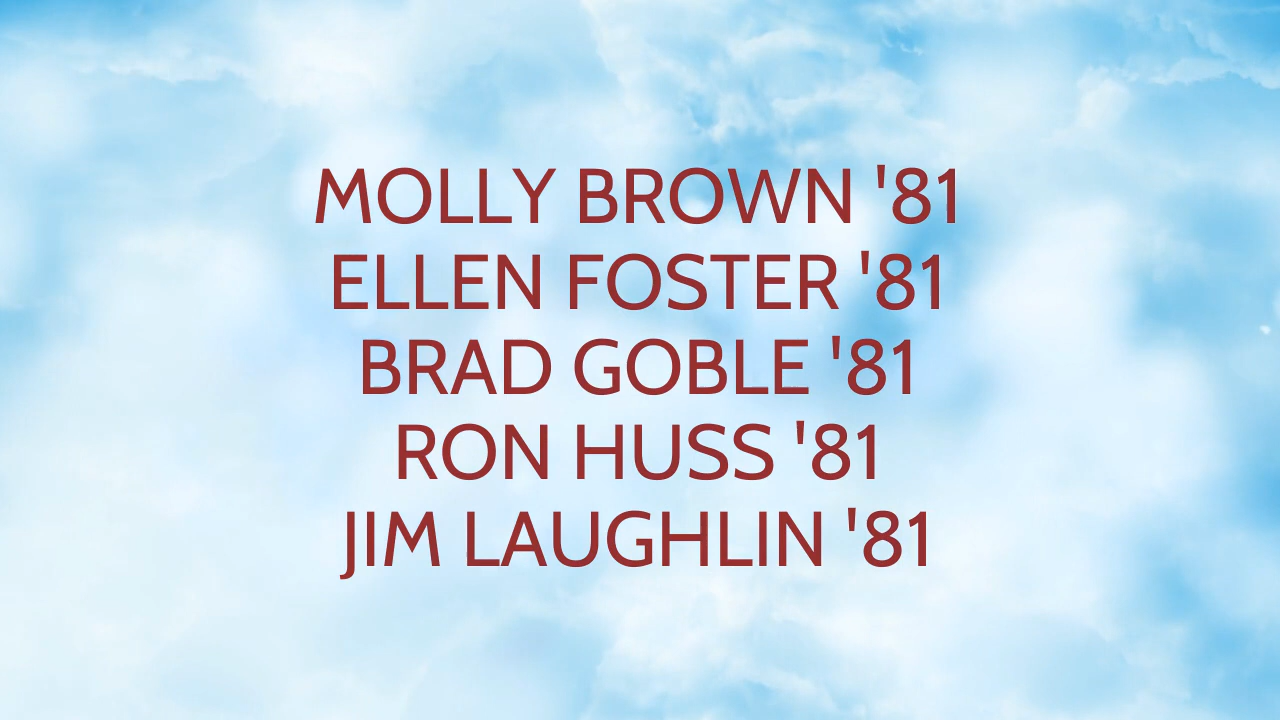 MOLLY BROWN '81
ELLEN FOSTER '81
BRAD GOBLE '81
RON HUSS '81
JIM LAUGHLIN '81